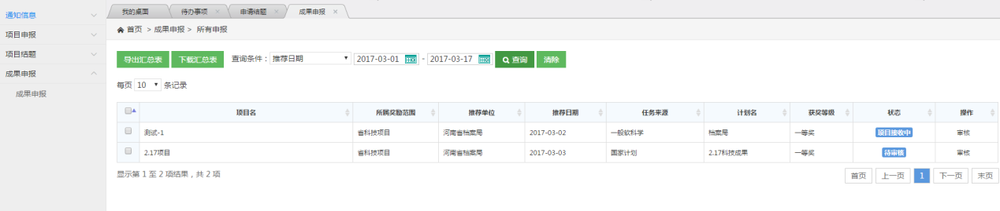 我的桌面 待办事项 × 申请结题 × 成果申报 ×
通知信息
项目申报
项目结题
成果申报
成果申报
首页 > 成果申报 > 所有申报
导出汇总表 下载汇总表 查询条件：推荐日期 2017-03-01 - 2017-03-17 查询 清除
每页 10 条记录
项目名 所属奖励范围 推荐单位 推荐日期 任务来源 计划名 获奖等级 状态 操作
测试-1 省科技项目 河南省档案局 2017-03-02 一般软科学 档案局 一等奖 项目接收中 审核
2.17项目 省科技项目 河南省档案局 2017-03-03 国家计划 2.17科技成果 一等奖 待审核 审核
显示第 1 至 2 项结果，共 2 项
首页 上一页 1 下一页 末页